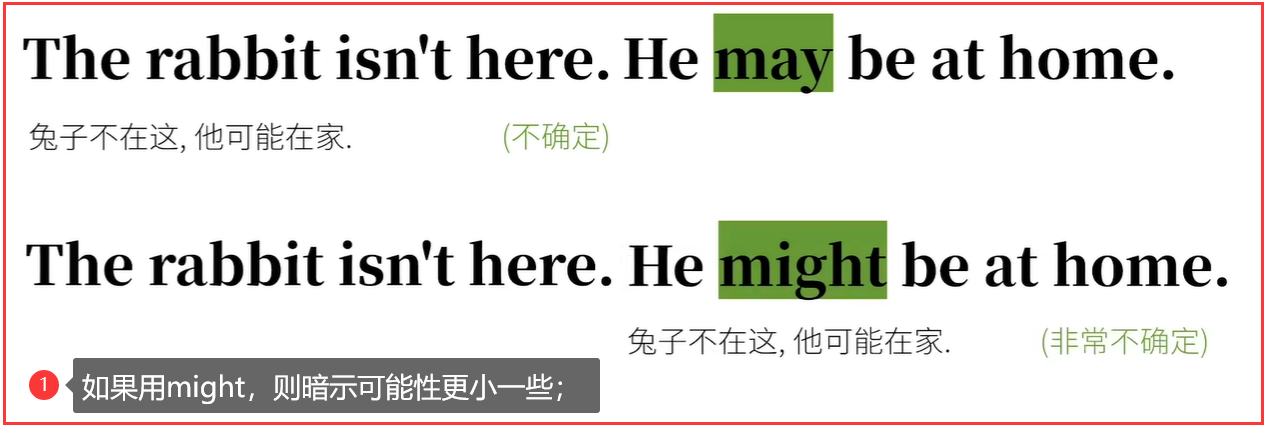 The rabbit isn't here. He may be at home.
兔子不在这, 他可能在家. (不确定)
The rabbit isn't here. He might be at home.
兔子不在这, 他可能在家. (非常不确定)
1 如果用might，则暗示可能性更小一些；